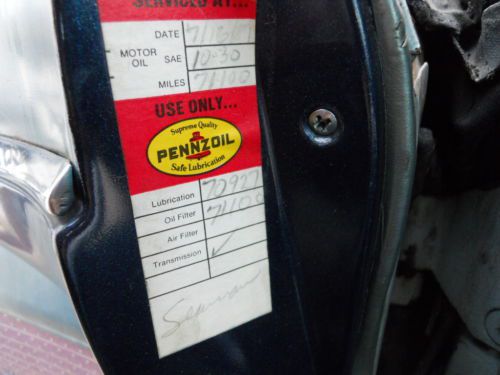 SERVICED AT...
DATE
MOTOR OIL SAE 10-30
MILES 71100
USE ONLY...
Supreme Quality
PENNZOIL
Safe Lubrication
Lubrication 70927
Oil Filter 71100
Air Filter
Transmission ✓